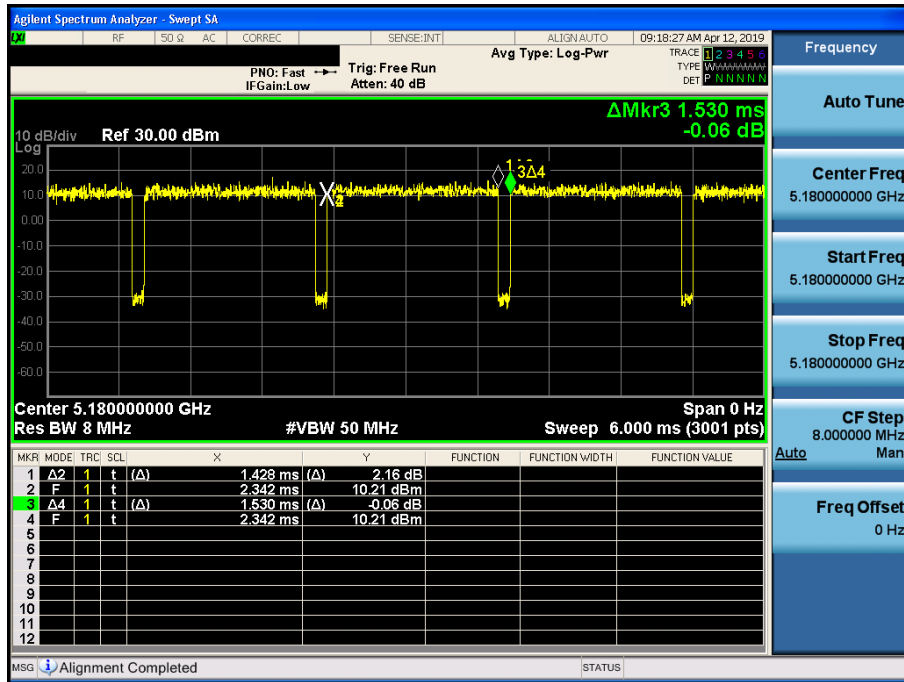 Agilent Spectrum Analyzer - Swept SA
LXI RF 50 Ω AC CORREC SENSE:INT ALIGN AUTO 09:18:27 AM Apr 12, 2019
Frequency
Avg Type: Log-Pwr
TRACE 1 2 3 4 5 6
PNO: Fast Trig: Free Run
TYPE WWWWWW
IFGain:Low Atten: 40 dB
DET P N N N N N
Auto Tune
ΔMkr3 1.530 ms
10 dB/div Ref 30.00 dBm -0.06 dB
Log
20.0
3Δ4
10.0
0.00
-10.0
-20.0
-30.0
-40.0
-50.0
-60.0
Center Freq
5.180000000 GHz
Start Freq
5.180000000 GHz
Stop Freq
5.180000000 GHz
Center 5.180000000 GHz Span 0 Hz
Res BW 8 MHz #VBW 50 MHz Sweep 6.000 ms (3001 pts)
CF Step
8.000000 MHz
Auto Man
Freq Offset
0 Hz
MKR MODE TRC SCL X Y FUNCTION FUNCTION WIDTH FUNCTION VALUE
1 Δ2 1 t (Δ) 1.428 ms (Δ) 2.16 dB
2 F 1 t 2.342 ms 10.21 dBm
3 Δ4 1 t (Δ) 1.530 ms (Δ) -0.06 dB
4 F 1 t 2.342 ms 10.21 dBm
5
6
7
8
9
10
11
12
MSG Alignment Completed STATUS